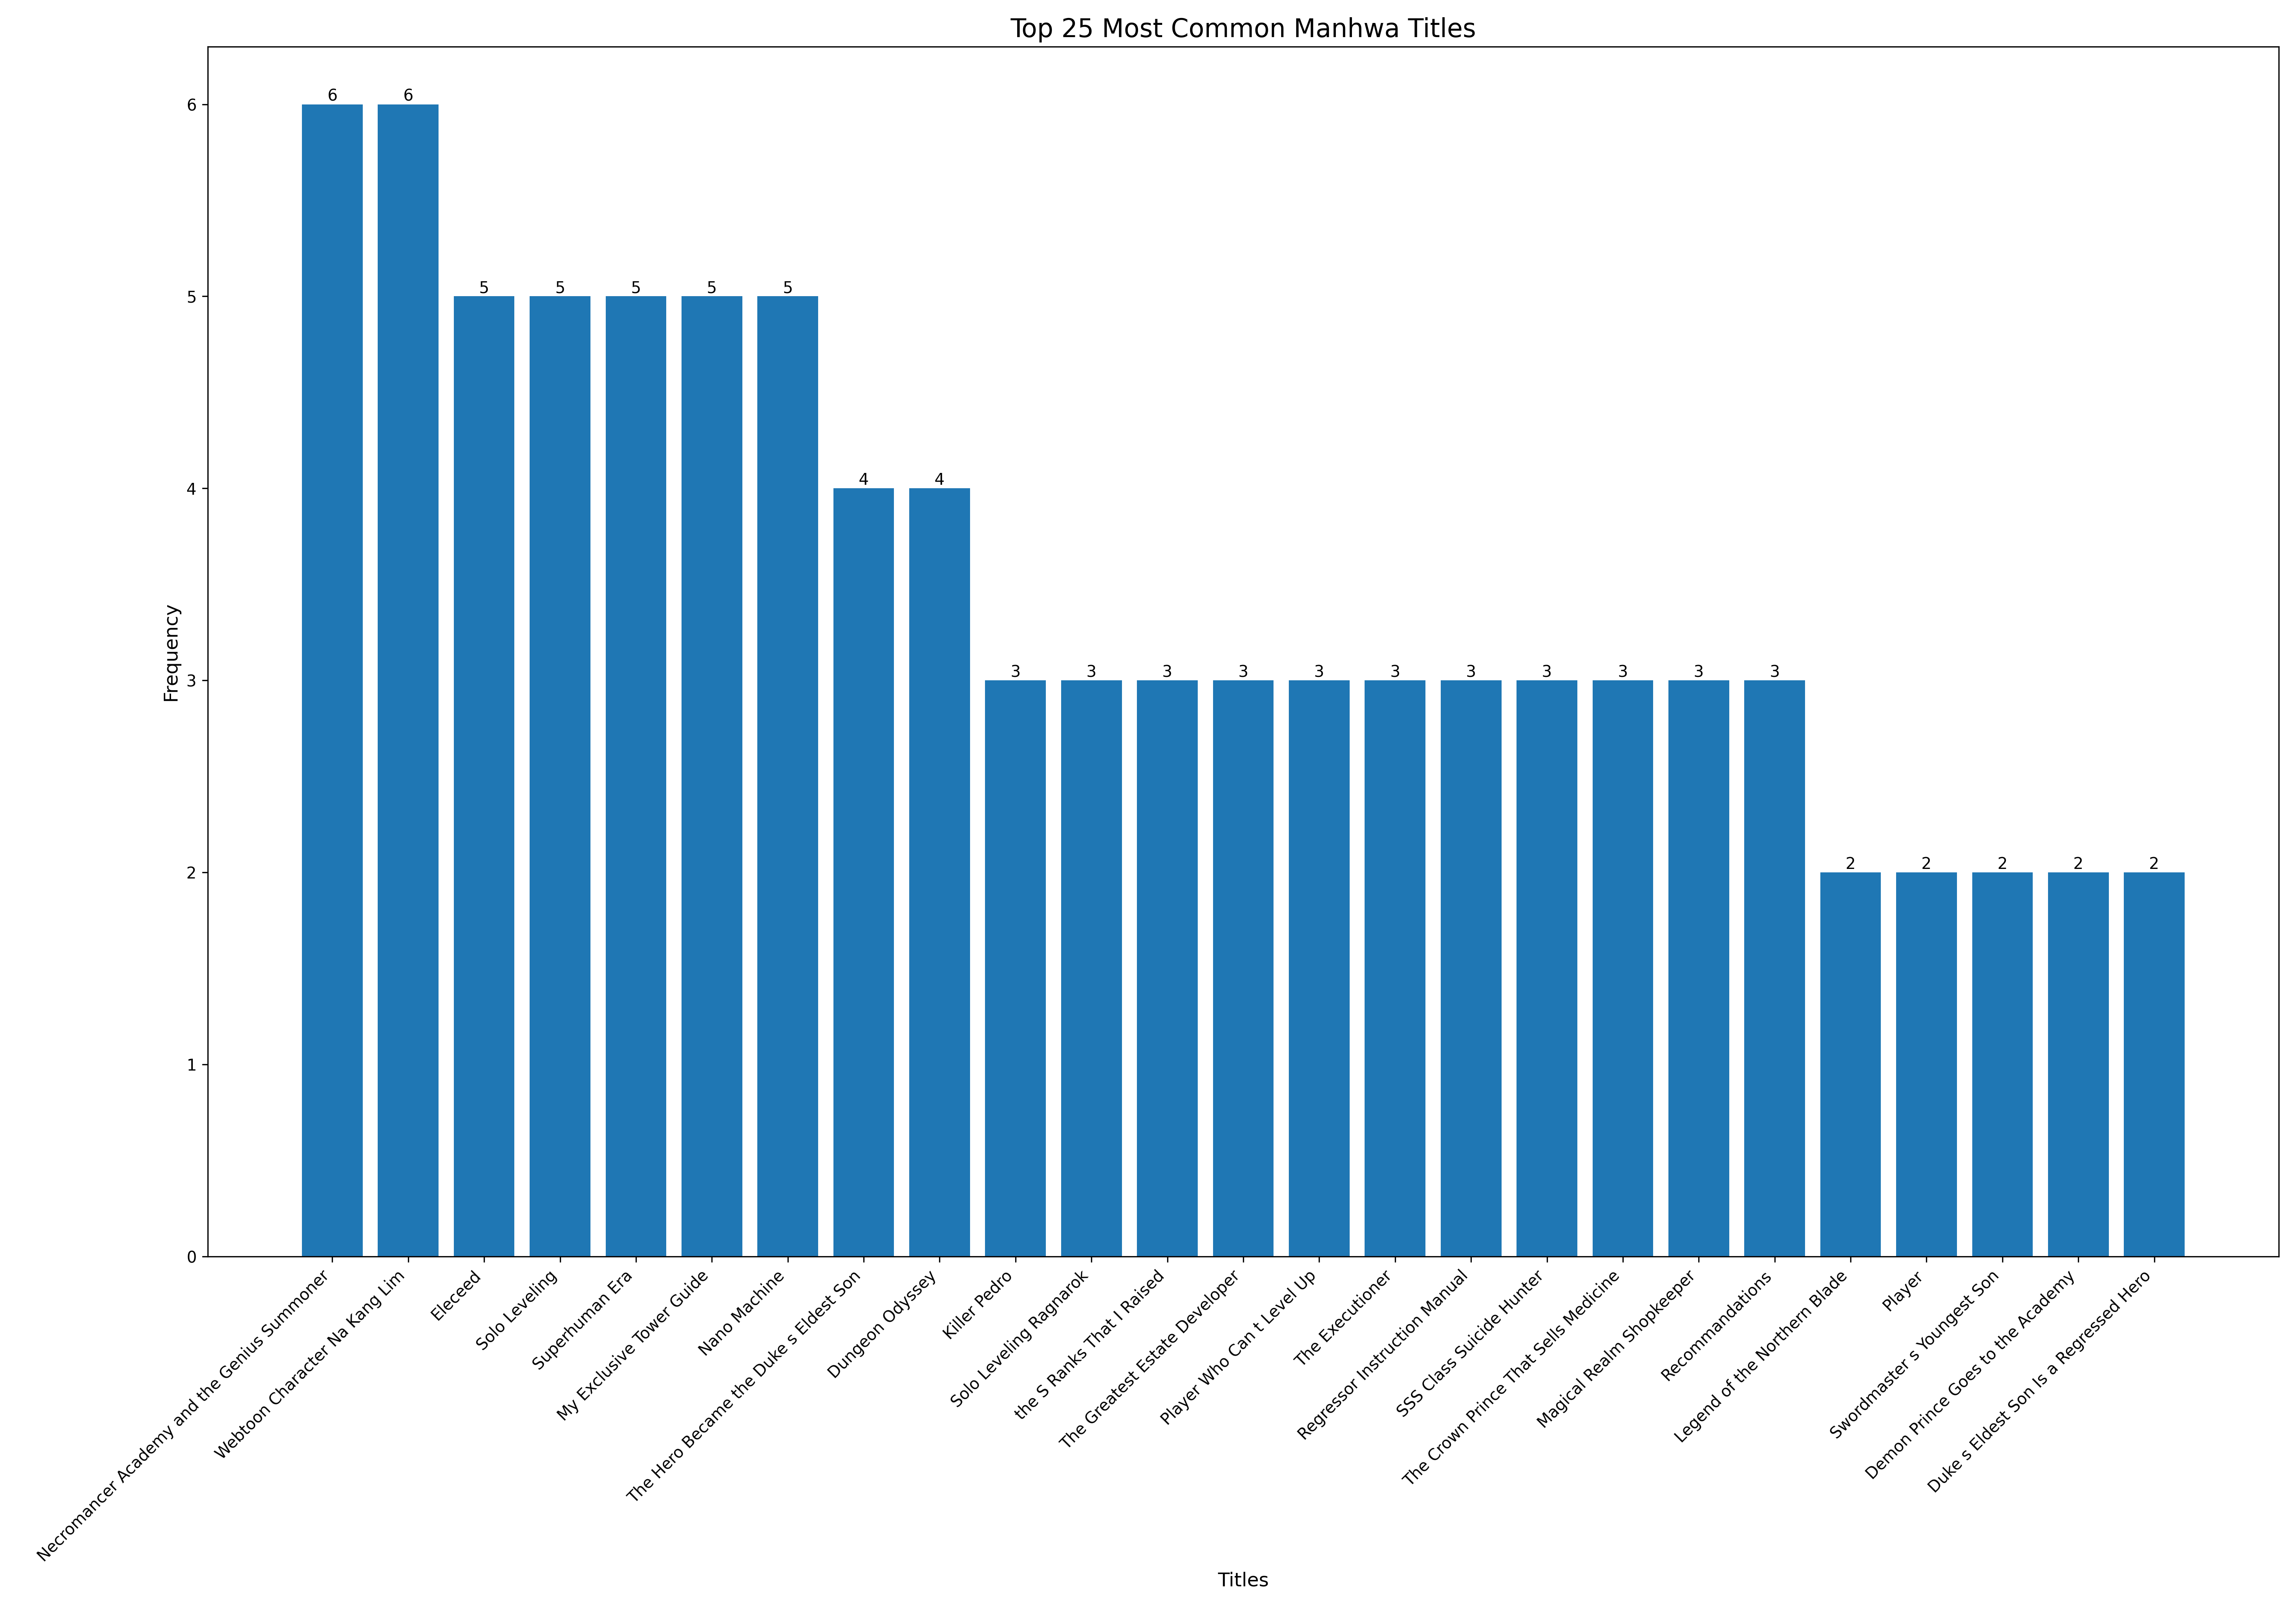 Top 25 Most Common Manhwa Titles
Frequency
6
5
4
3
2
1
0
6
6
5
5
5
5
5
4
4
3
3
3
3
3
3
3
3
3
3
3
2
2
2
2
2
Necromancer Academy and the Genius Summoner
Webtoon Character Na Kang Lim
Eleceed
Solo Leveling
Superhuman Era
My Exclusive Tower Guide
Nano Machine
The Hero Became the Duke s Eldest Son
Dungeon Odyssey
Killer Pedro
Solo Leveling Ragnarok
the S Ranks That I Raised
The Greatest Estate Developer
Player Who Can t Level Up
The Executioner
Regressor Instruction Manual
SSS Class Suicide Hunter
The Crown Prince That Sells Medicine
Magical Realm Shopkeeper
Recommandations
Legend of the Northern Blade
Player
Swordmaster s Youngest Son
Demon Prince Goes to the Academy
Duke s Eldest Son Is a Regressed Hero
Titles